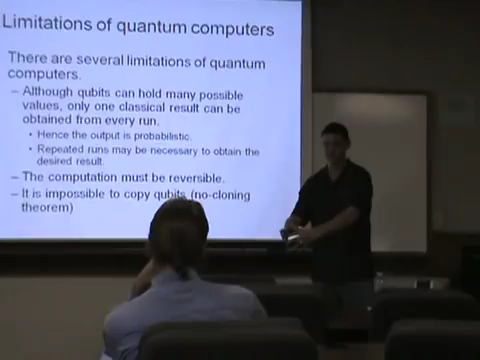 Limitations of quantum computers
There are several limitations of quantum
computers.
– Although qubits can hold many possible
values, only one classical result can be
obtained from every run.
• Hence the output is probabilistic.
• Repeated runs may be necessary to obtain the
desired result.
– The computation must be reversible.
– It is impossible to copy qubits (no-cloning
theorem)